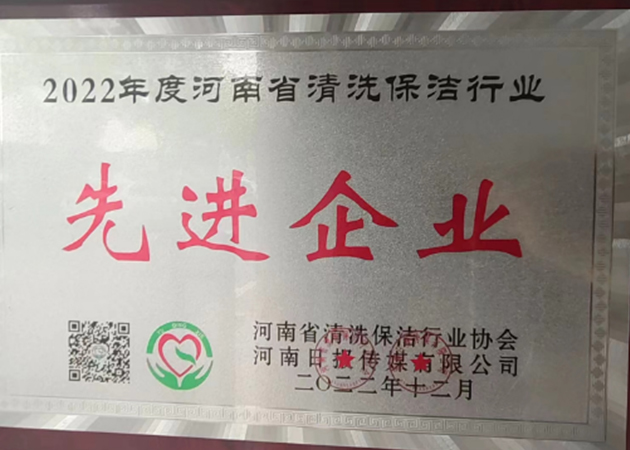 2022年度河南省清洗保洁行业
先进企业
河南省清洗保洁行业协会
河南日报传媒有限公司
二〇二二年十二月